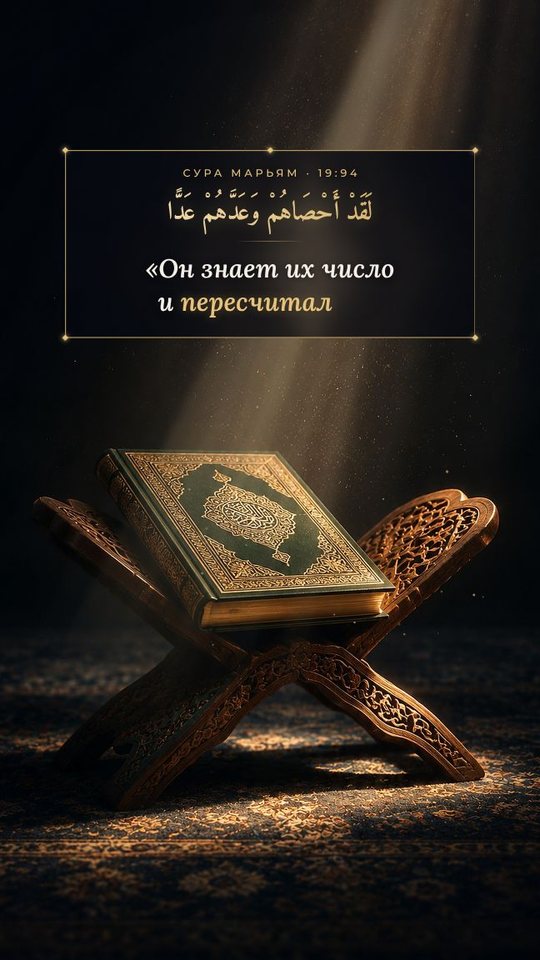 СУРА МАРЬЯМ · 19:94
لَقَدْ أَحْصَاهُمْ وَعَدَّهُمْ عَدًّا
«Он знает их число
и пересчитал